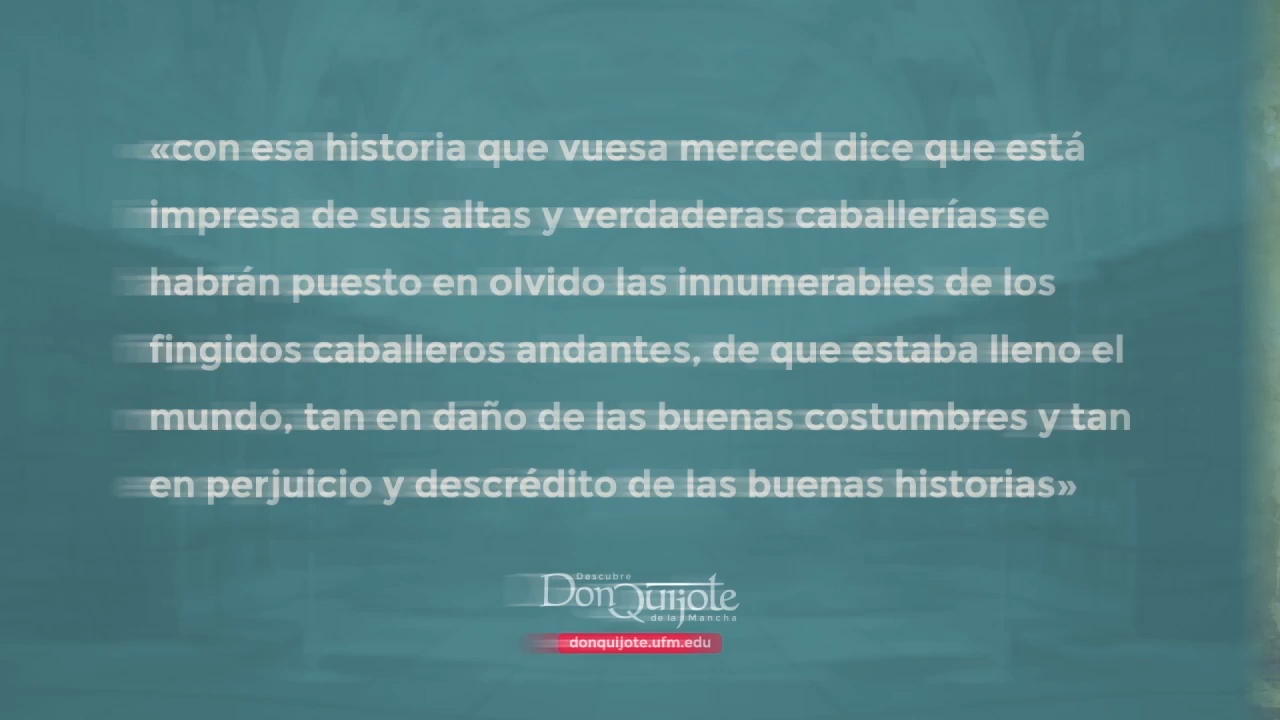 «con esa historia que vuesa merced dice que está
impresa de sus altas y verdaderas caballerías se
habrán puesto en olvido las innumerables de los
fingidos caballeros andantes, de que estaba lleno el
mundo, tan en daño de las buenas costumbres y tan
en perjuicio y descrédito de las buenas historias»
Descubre
Don Quijote
de la Mancha
donquijote.ufm.edu